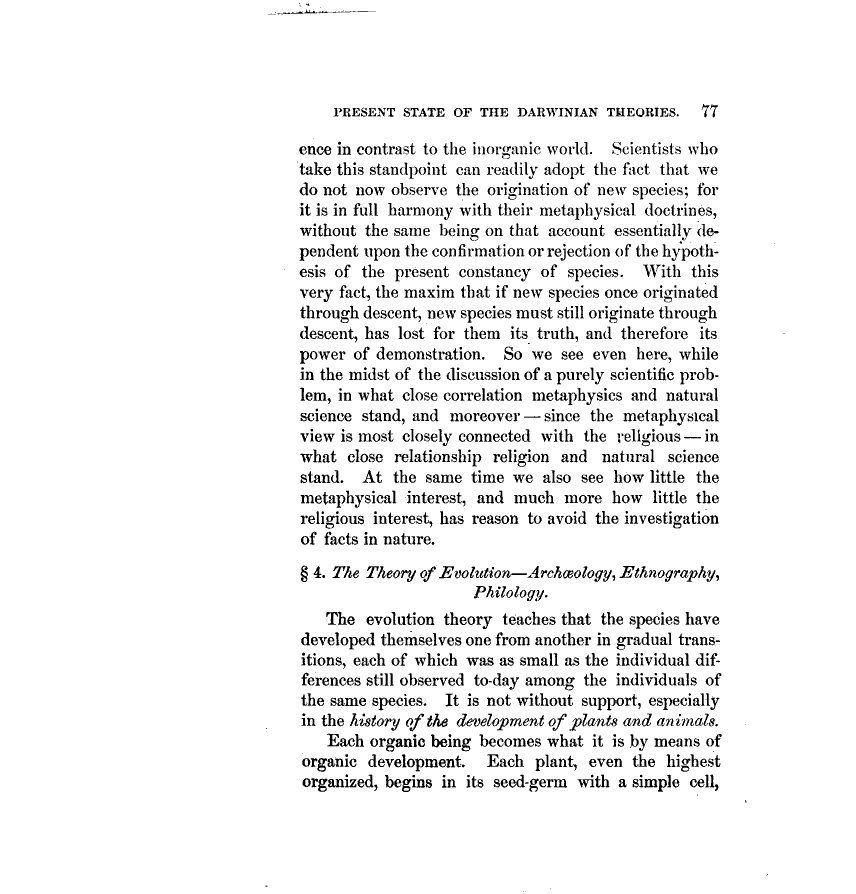 PRESENT STATE OF THE DARWINIAN THEORIES. 77
ence in contrast to the inorganic world. Scientists who
take this standpoint can readily adopt the fact that we
do not now observe the origination of new species; for
it is in full harmony with their metaphysical doctrines,
without the same being on that account essentially de-
pendent upon the confirmation or rejection of the hypoth-
esis of the present constancy of species. With this
very fact, the maxim that if new species once originated
through descent, new species must still originate through
descent, has lost for them its truth, and therefore its
power of demonstration. So we see even here, while
in the midst of the discussion of a purely scientific prob-
lem, in what close correlation metaphysics and natural
science stand, and moreover — since the metaphysical
view is most closely connected with the religious — in
what close relationship religion and natural science
stand. At the same time we also see how little the
metaphysical interest, and much more how little the
religious interest, has reason to avoid the investigation
of facts in nature.
§ 4. The Theory of Evolution—Archæology, Ethnography,
Philology.
The evolution theory teaches that the species have
developed themselves one from another in gradual trans-
itions, each of which was as small as the individual dif-
ferences still observed to-day among the individuals of
the same species. It is not without support, especially
in the history of the development of plants and animals.
Each organic being becomes what it is by means of
organic development. Each plant, even the highest
organized, begins in its seed-germ with a simple cell,